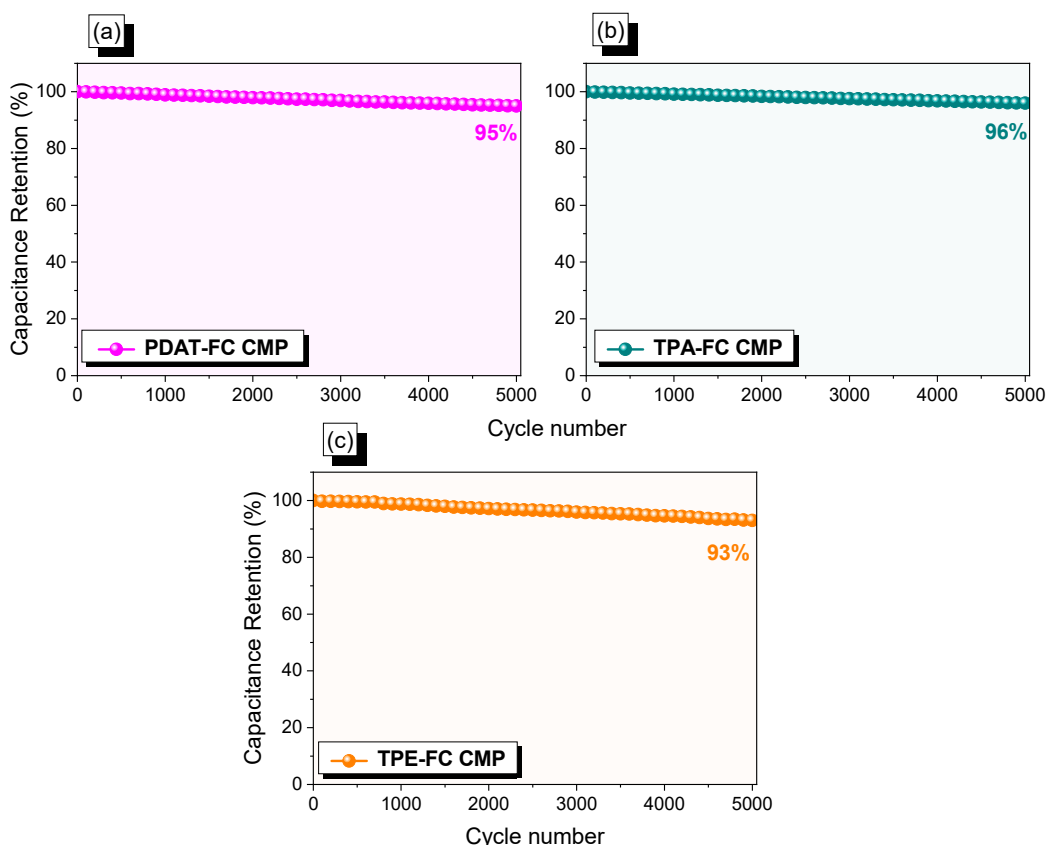 (a)
Capacitance Retention (%)
100
80
60
40
20
0
95%
PDAT-FC CMP
0 1000 2000 3000 4000 5000
(b)
100
80
60
40
20
0
96%
TPA-FC CMP
0 1000 2000 3000 4000 5000
Cycle number
(c)
Capacitance Retention (%)
100
80
60
40
20
0
93%
TPE-FC CMP
0 1000 2000 3000 4000 5000
Cycle number